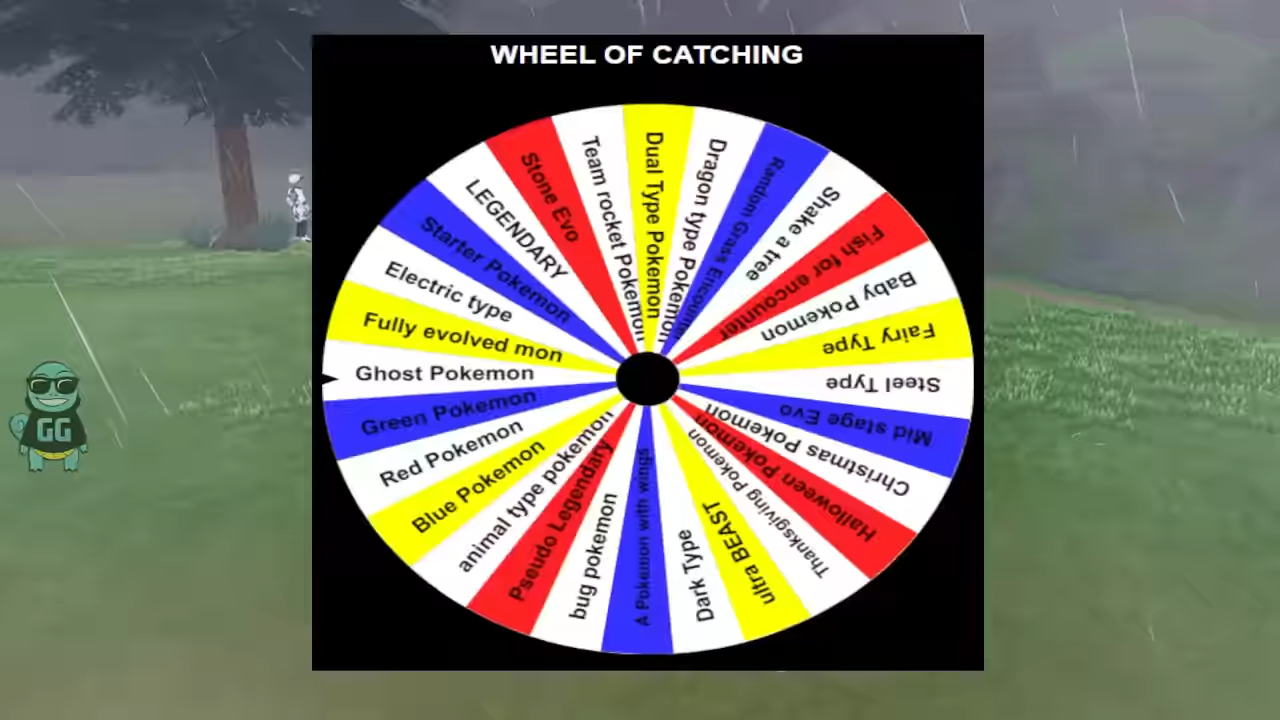 WHEEL OF CATCHING
Dual Type Pokemon
Dragon type Pokemon
Random Grass Encounter
Shake a tree
Fish for encounter
Baby Pokemon
Fairy Type
Steel Type
Mid stage Evo
Christmas Pokemon
Halloween Pokemon
Thanksgiving Pokemon
ultra BEAST
Dark Type
A Pokemon with wings
bug pokemon
Pseudo Legendary
animal type pokemon
Blue Pokemon
Red Pokemon
Green Pokemon
Ghost Pokemon
Fully evolved mon
Electric type
Starter Pokemon
LEGENDARY
Stone Evo
Team rocket Pokemon
GG